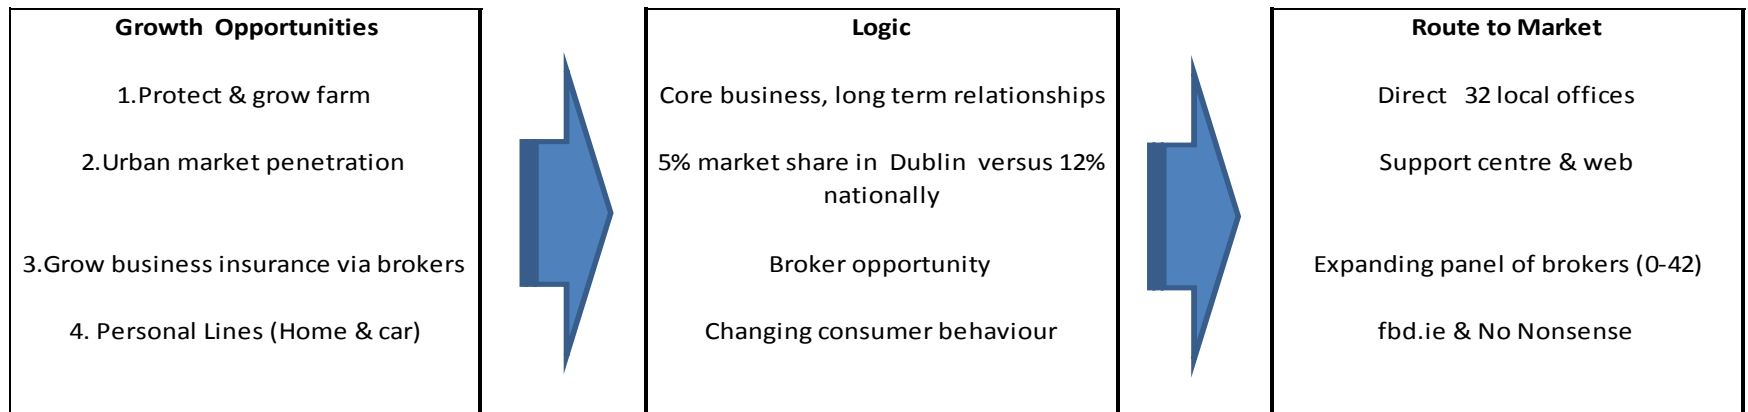 Growth Opportunities
1.Protect & grow farm
2.Urban market penetration
3.Grow business insurance via brokers
4. Personal Lines (Home & car)
Logic
Core business, long term relationships
5% market share in Dublin versus 12%
nationally
Broker opportunity
Changing consumer behaviour
Route to Market
Direct 32 local offices
Support centre & web
Expanding panel of brokers (0-42)
fbd.ie & No Nonsense